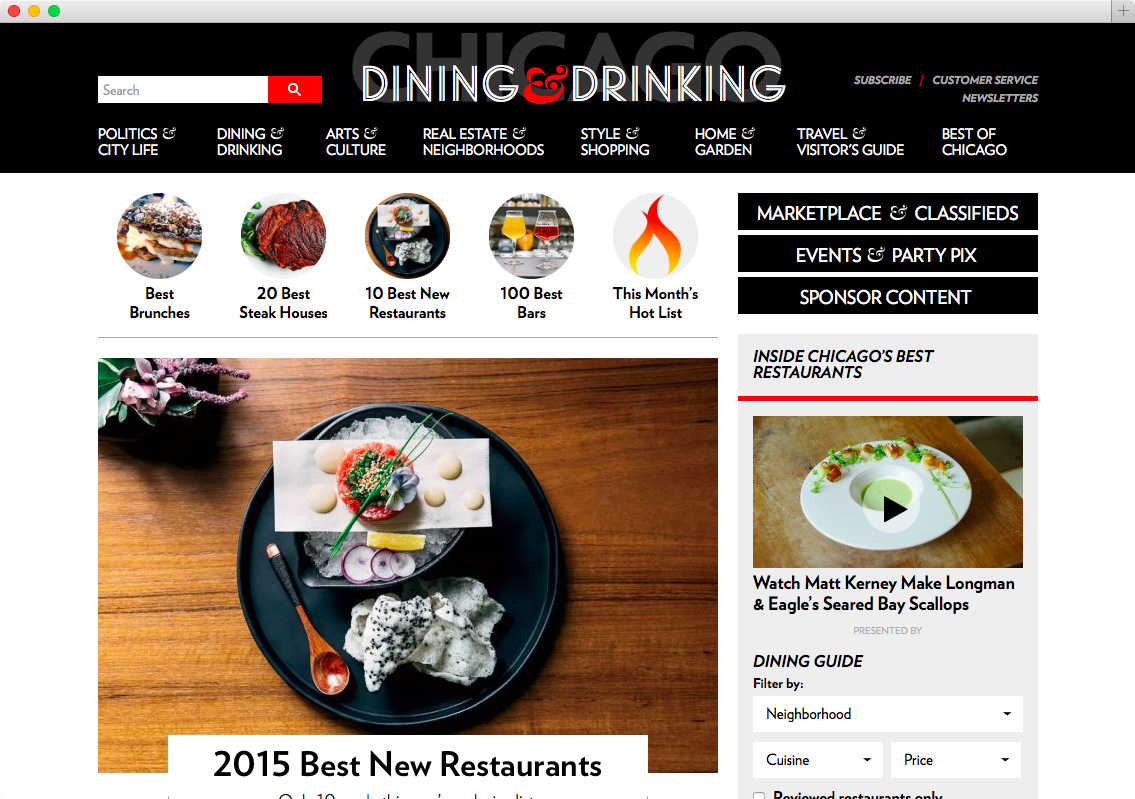 CHICAGO
DINING & DRINKING
Search
SUBSCRIBE / CUSTOMER SERVICE
NEWSLETTERS
POLITICS &
CITY LIFE
DINING &
DRINKING
ARTS &
CULTURE
REAL ESTATE &
NEIGHBORHOODS
STYLE &
SHOPPING
HOME &
GARDEN
TRAVEL &
VISITOR'S GUIDE
BEST OF
CHICAGO
Best
Brunches
20 Best
Steak Houses
10 Best New
Restaurants
100 Best
Bars
This Month's
Hot List
2015 Best New Restaurants
MARKETPLACE & CLASSIFIEDS
EVENTS & PARTY PIX
SPONSOR CONTENT
INSIDE CHICAGO'S BEST
RESTAURANTS
Watch Matt Kerney Make Longman
& Eagle's Seared Bay Scallops
PRESENTED BY
DINING GUIDE
Filter by:
Neighborhood
Cuisine
Price
Reviewed restaurants only